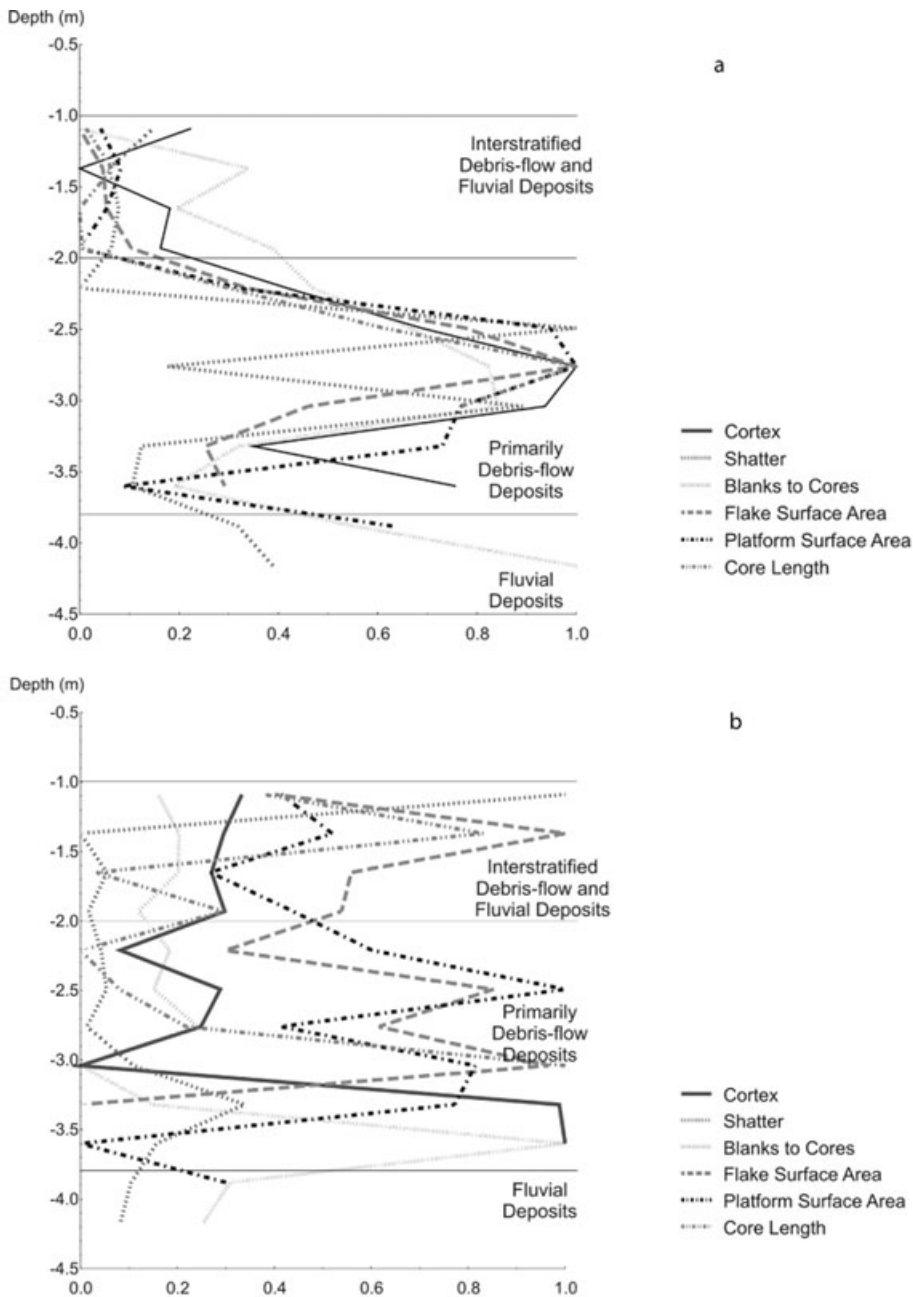 Depth (m)
a
-0.5
-1.0
Interstratified
Debris-flow and
Fluvial Deposits
-1.5
-2.0
-2.5
-3.0
Cortex
Shatter
Primarily
Debris-flow
Deposits
-3.5
Blanks to Cores
Flake Surface Area
Platform Surface Area
-4.0
Core Length
Fluvial
Deposits
-4.5
0.0 0.2 0.4 0.6 0.8 1.0
Depth (m)
b
-0.5
-1.0
-1.5
Interstratified
Debris-flow and
Fluvial Deposits
-2.0
-2.5
Primarily
Debris-flow
Deposits
-3.0
Cortex
Shatter
-3.5
Blanks to Cores
Flake Surface Area
Fluvial
Deposits
-4.0
Platform Surface Area
Core Length
-4.5
0.0 0.2 0.4 0.6 0.8 1.0